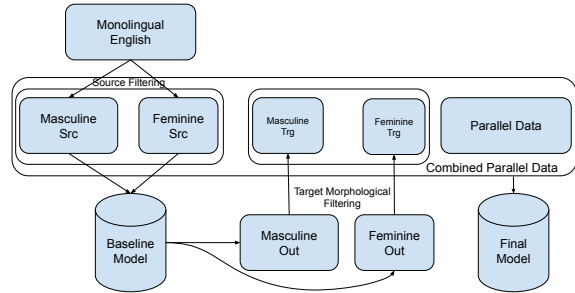 Monolingual
English
Source Filtering
Masculine
Src
Feminine
Src
Masculine
Trg
Feminine
Trg
Parallel Data
Combined Parallel Data
Target Morphological
Filtering
Baseline
Model
Masculine
Out
Feminine
Out
Final
Model